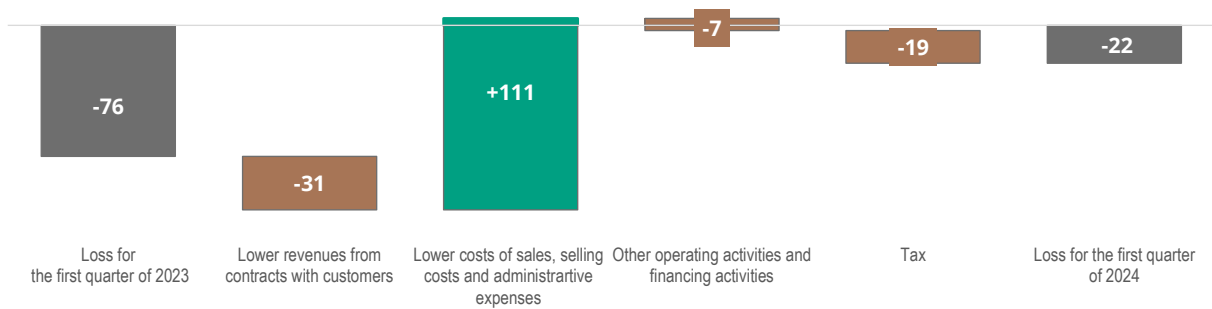 -76
-31
+111
-7
-19
-22
Loss for
the first quarter of 2023
Lower revenues from
contracts with customers
Lower costs of sales, selling
costs and administrartive
expenses
Other operating activities and
financing activities
Tax
Loss for the first quarter
of 2024